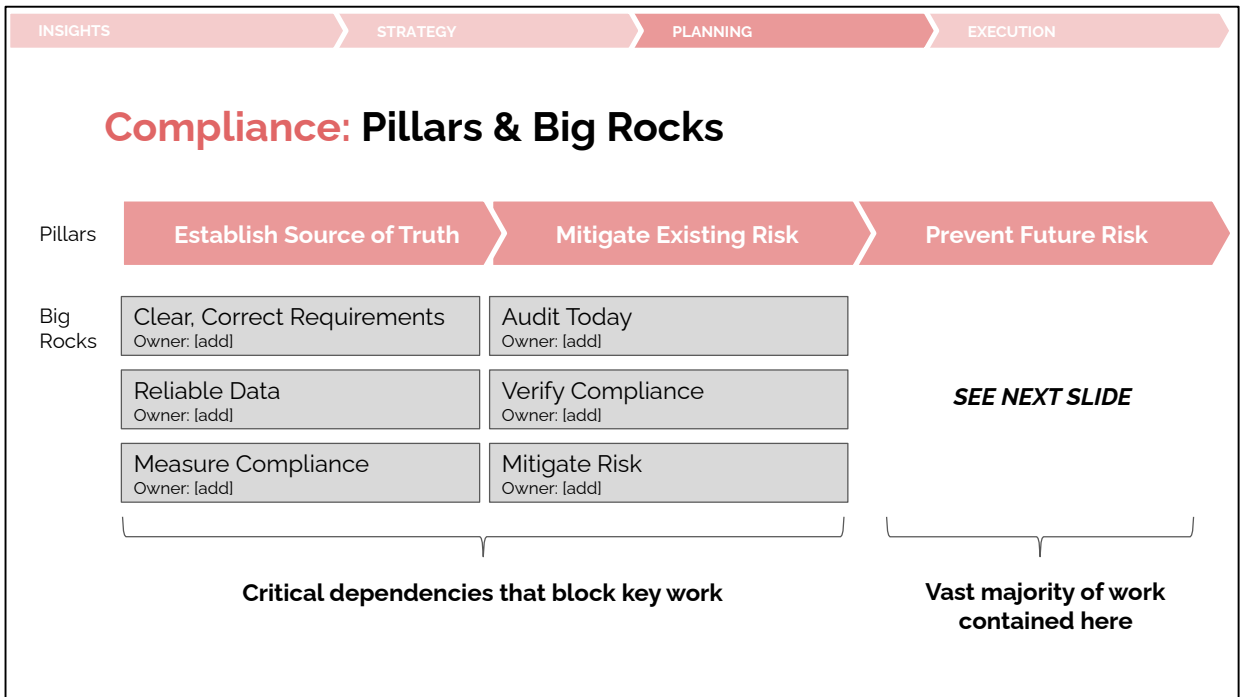 INSIGHTS
STRATEGY
PLANNING
EXECUTION
Compliance: Pillars & Big Rocks
Pillars
Establish Source of Truth
Mitigate Existing Risk
Prevent Future Risk
Big
Rocks
Clear, Correct Requirements
Owner: [add]
Audit Today
Owner: [add]
Reliable Data
Owner: [add]
Verify Compliance
Owner: [add]
SEE NEXT SLIDE
Measure Compliance
Owner: [add]
Mitigate Risk
Owner: [add]
Critical dependencies that block key work
Vast majority of work
contained here